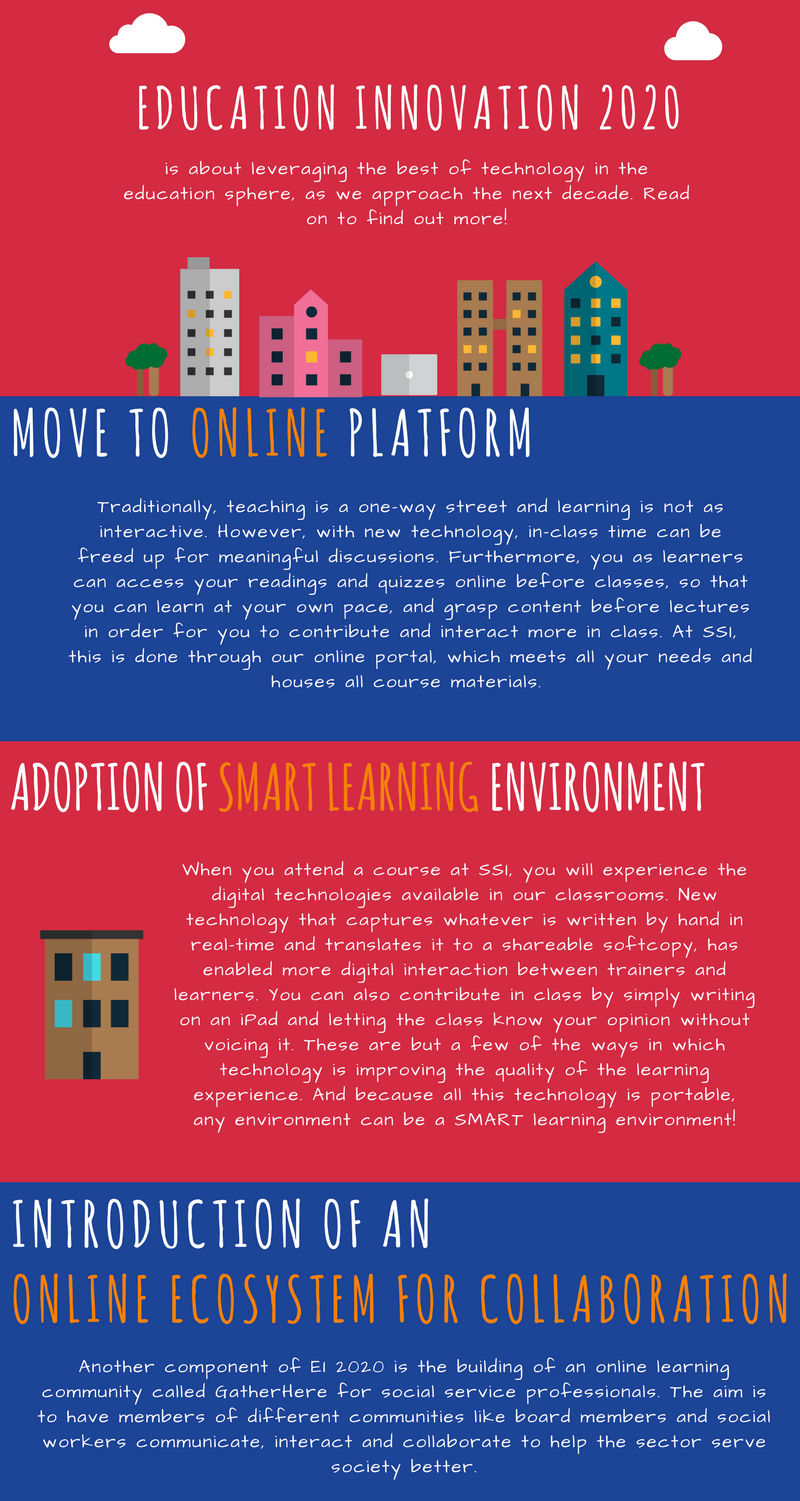 EDUCATION INNOVATION 2020
is about leveraging the best of technology in the
education sphere, as we approach the next decade. Read
on to find out more!
MOVE TO ONLINE PLATFORM
Traditionally, teaching is a one-way street and learning is not as
interactive. However, with new technology, in-class time can be
freed up for meaningful discussions. Furthermore, you as learners
can access your readings and quizzes online before classes, so that
you can learn at your own pace, and grasp content before lectures
in order for you to contribute and interact more in class. At SSI,
this is done through our online portal, which meets all your needs and
houses all course materials.
ADOPTION OF SMART LEARNING ENVIRONMENT
When you attend a course at SSI, you will experience the
digital technologies available in our classrooms. New
technology that captures whatever is written by hand in
real-time and translates it to a shareable softcopy, has
enabled more digital interaction between trainers and
learners. You can also contribute in class by simply writing
on an iPad and letting the class know your opinion without
voicing it. These are but a few of the ways in which
technology is improving the quality of the learning
experience. And because all this technology is portable,
any environment can be a SMART learning environment!
INTRODUCTION OF AN
ONLINE ECOSYSTEM FOR COLLABORATION
Another component of EI 2020 is the building of an online learning
community called GatherHere for social service professionals. The aim is
to have members of different communities like board members and social
workers communicate, interact and collaborate to help the sector serve
society better.